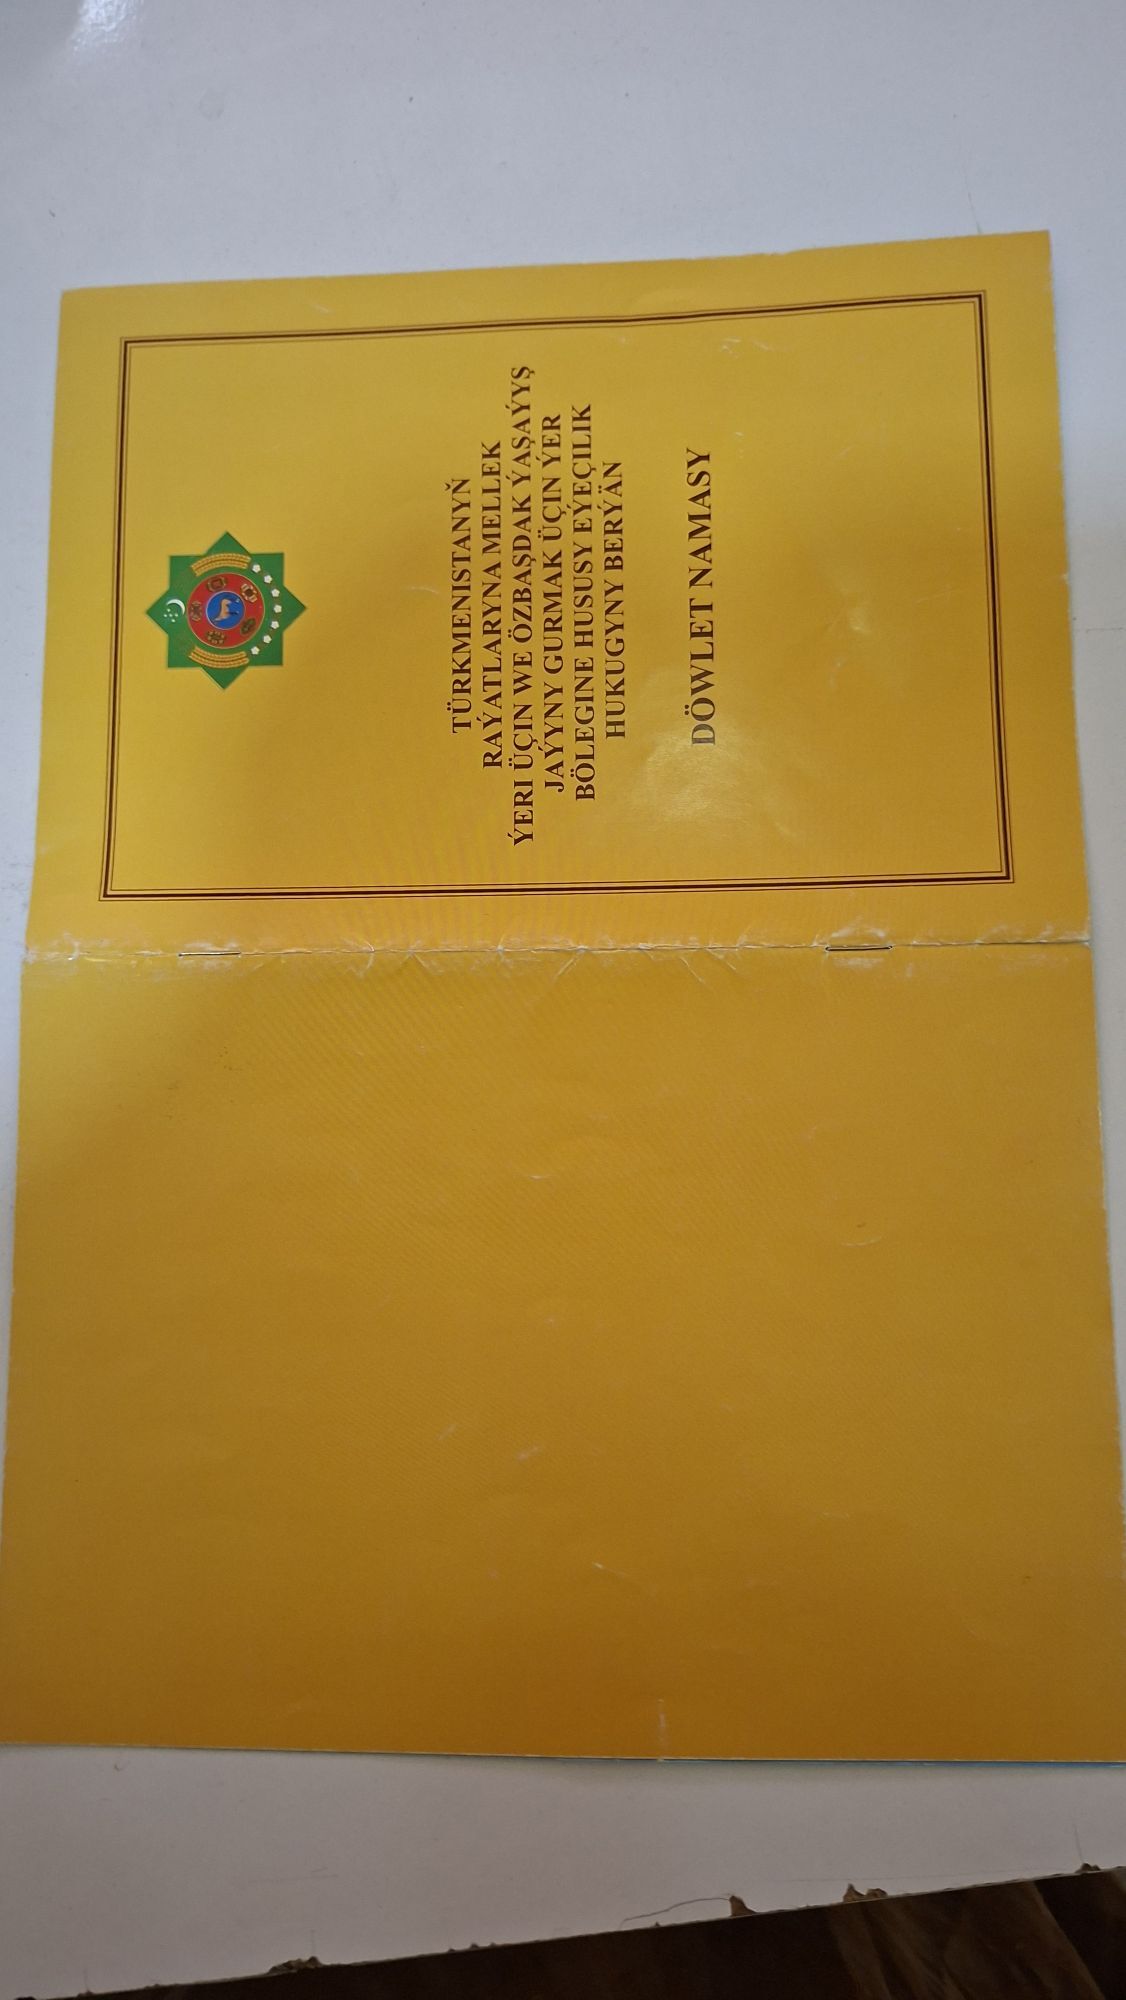 TÜRKMENISTANYŇ
RAÝATLARYNA MELLEK
ÝERI ÜÇIN WE ÖZBAŞDAK ÝAŞAÝYŞ
JAÝYNY GURMAK ÜÇIN ÝER
BÖLEGINE HUSUSY EÝEÇILIK
HUKUGYNY BERÝÄN
DÖWLET NAMASY